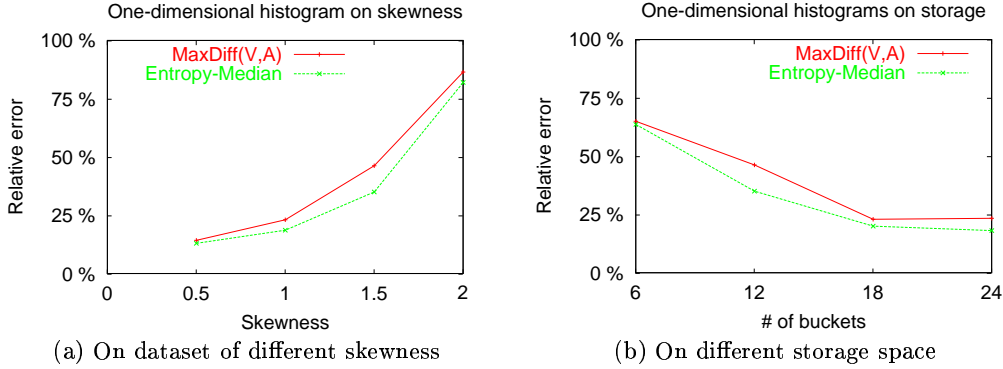 One-dimensional histogram on skewness
100 %
75 %
50 %
25 %
0 %
Relative error
MaxDiff(V,A)
Entropy-Median
0 0.5 1 1.5 2
Skewness
(a) On dataset of different skewness
One-dimensional histograms on storage
100 %
75 %
50 %
25 %
0 %
Relative error
MaxDiff(V,A)
Entropy-Median
6 12 18 24
# of buckets
(b) On different storage space